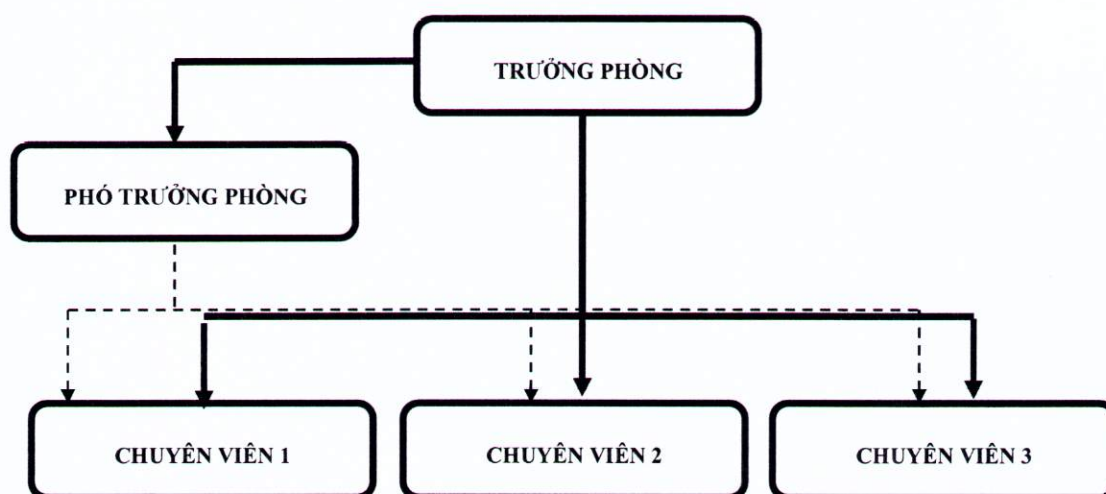 TRƯỞNG PHÒNG
PHÓ TRƯỞNG PHÒNG
CHUYÊN VIÊN 1
CHUYÊN VIÊN 2
CHUYÊN VIÊN 3